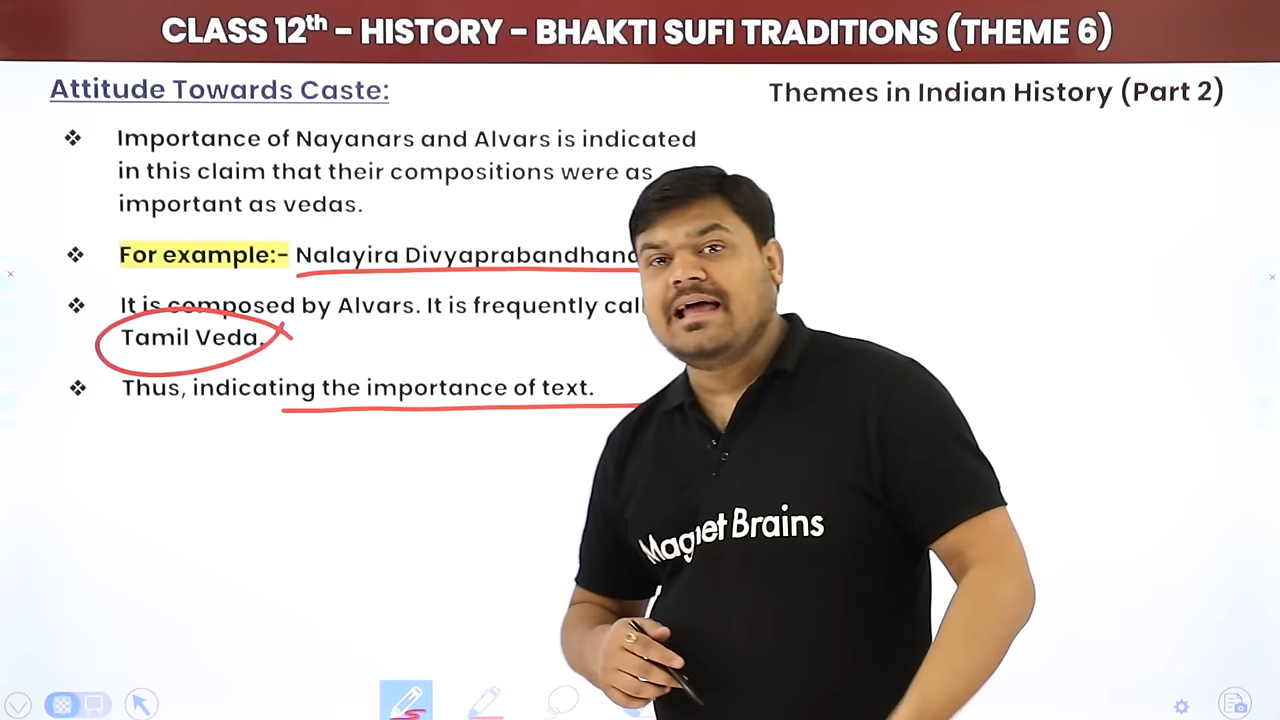 CLASS 12th - HISTORY - BHAKTI SUFI TRADITIONS (THEME 6)
Attitude Towards Caste:
Themes in Indian History (Part 2)
❖ Importance of Nayanars and Alvars is indicated
in this claim that their compositions were as
important as vedas.
❖ For example:- Nalayira Divyaprabandhanc
❖ It is composed by Alvars. It is frequently
Tamil Veda.
❖ Thus, indicating the importance of text.
Magnet Brains